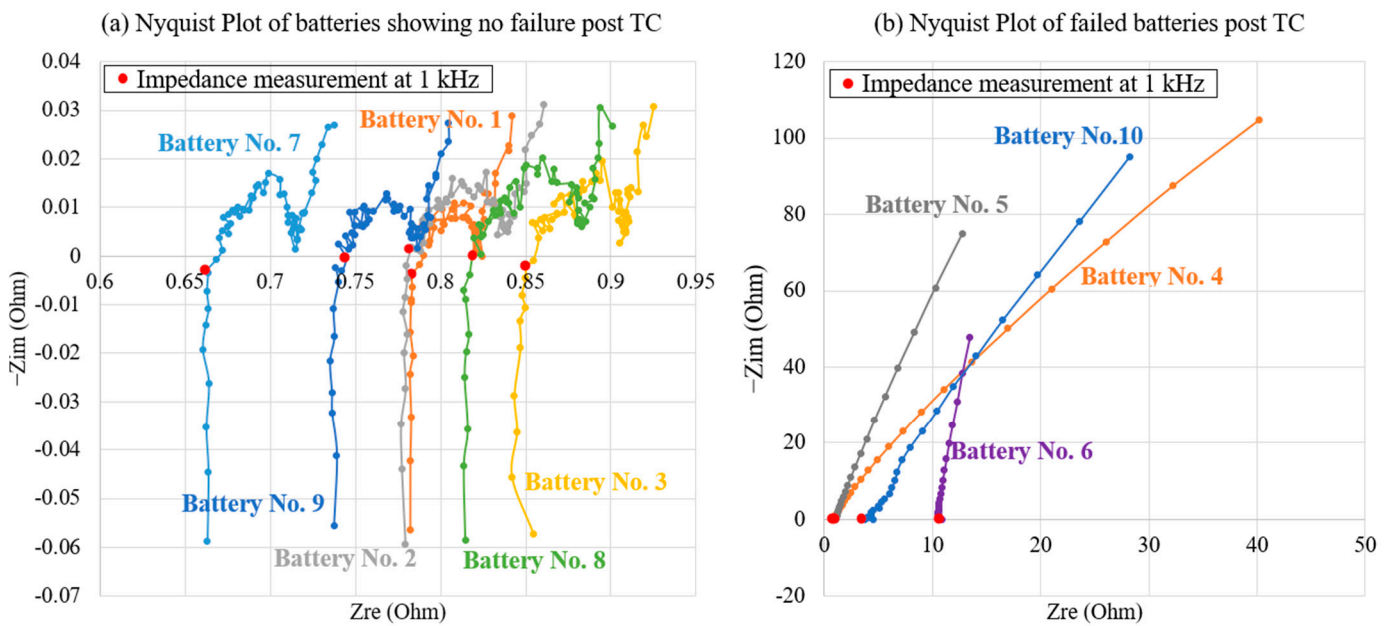 (a) Nyquist Plot of batteries showing no failure post TC
0.04
0.03
0.02
0.01
0
-0.01
-0.02
-0.03
-0.04
-0.05
-0.06
-0.07
−Zim (Ohm)
Impedance measurement at 1 kHz
Battery No. 7
Battery No. 1
0.6
0.65
0.7
0.75
0.8
0.85
0.9
0.95
Battery No. 9
Battery No. 3
Battery No. 2
Battery No. 8
Zre (Ohm)
(b) Nyquist Plot of failed batteries post TC
120
100
80
60
40
20
0
-20
−Zim (Ohm)
Impedance measurement at 1 kHz
Battery No.10
Battery No. 5
Battery No. 4
Battery No. 6
0
10
20
30
40
50
Zre (Ohm)